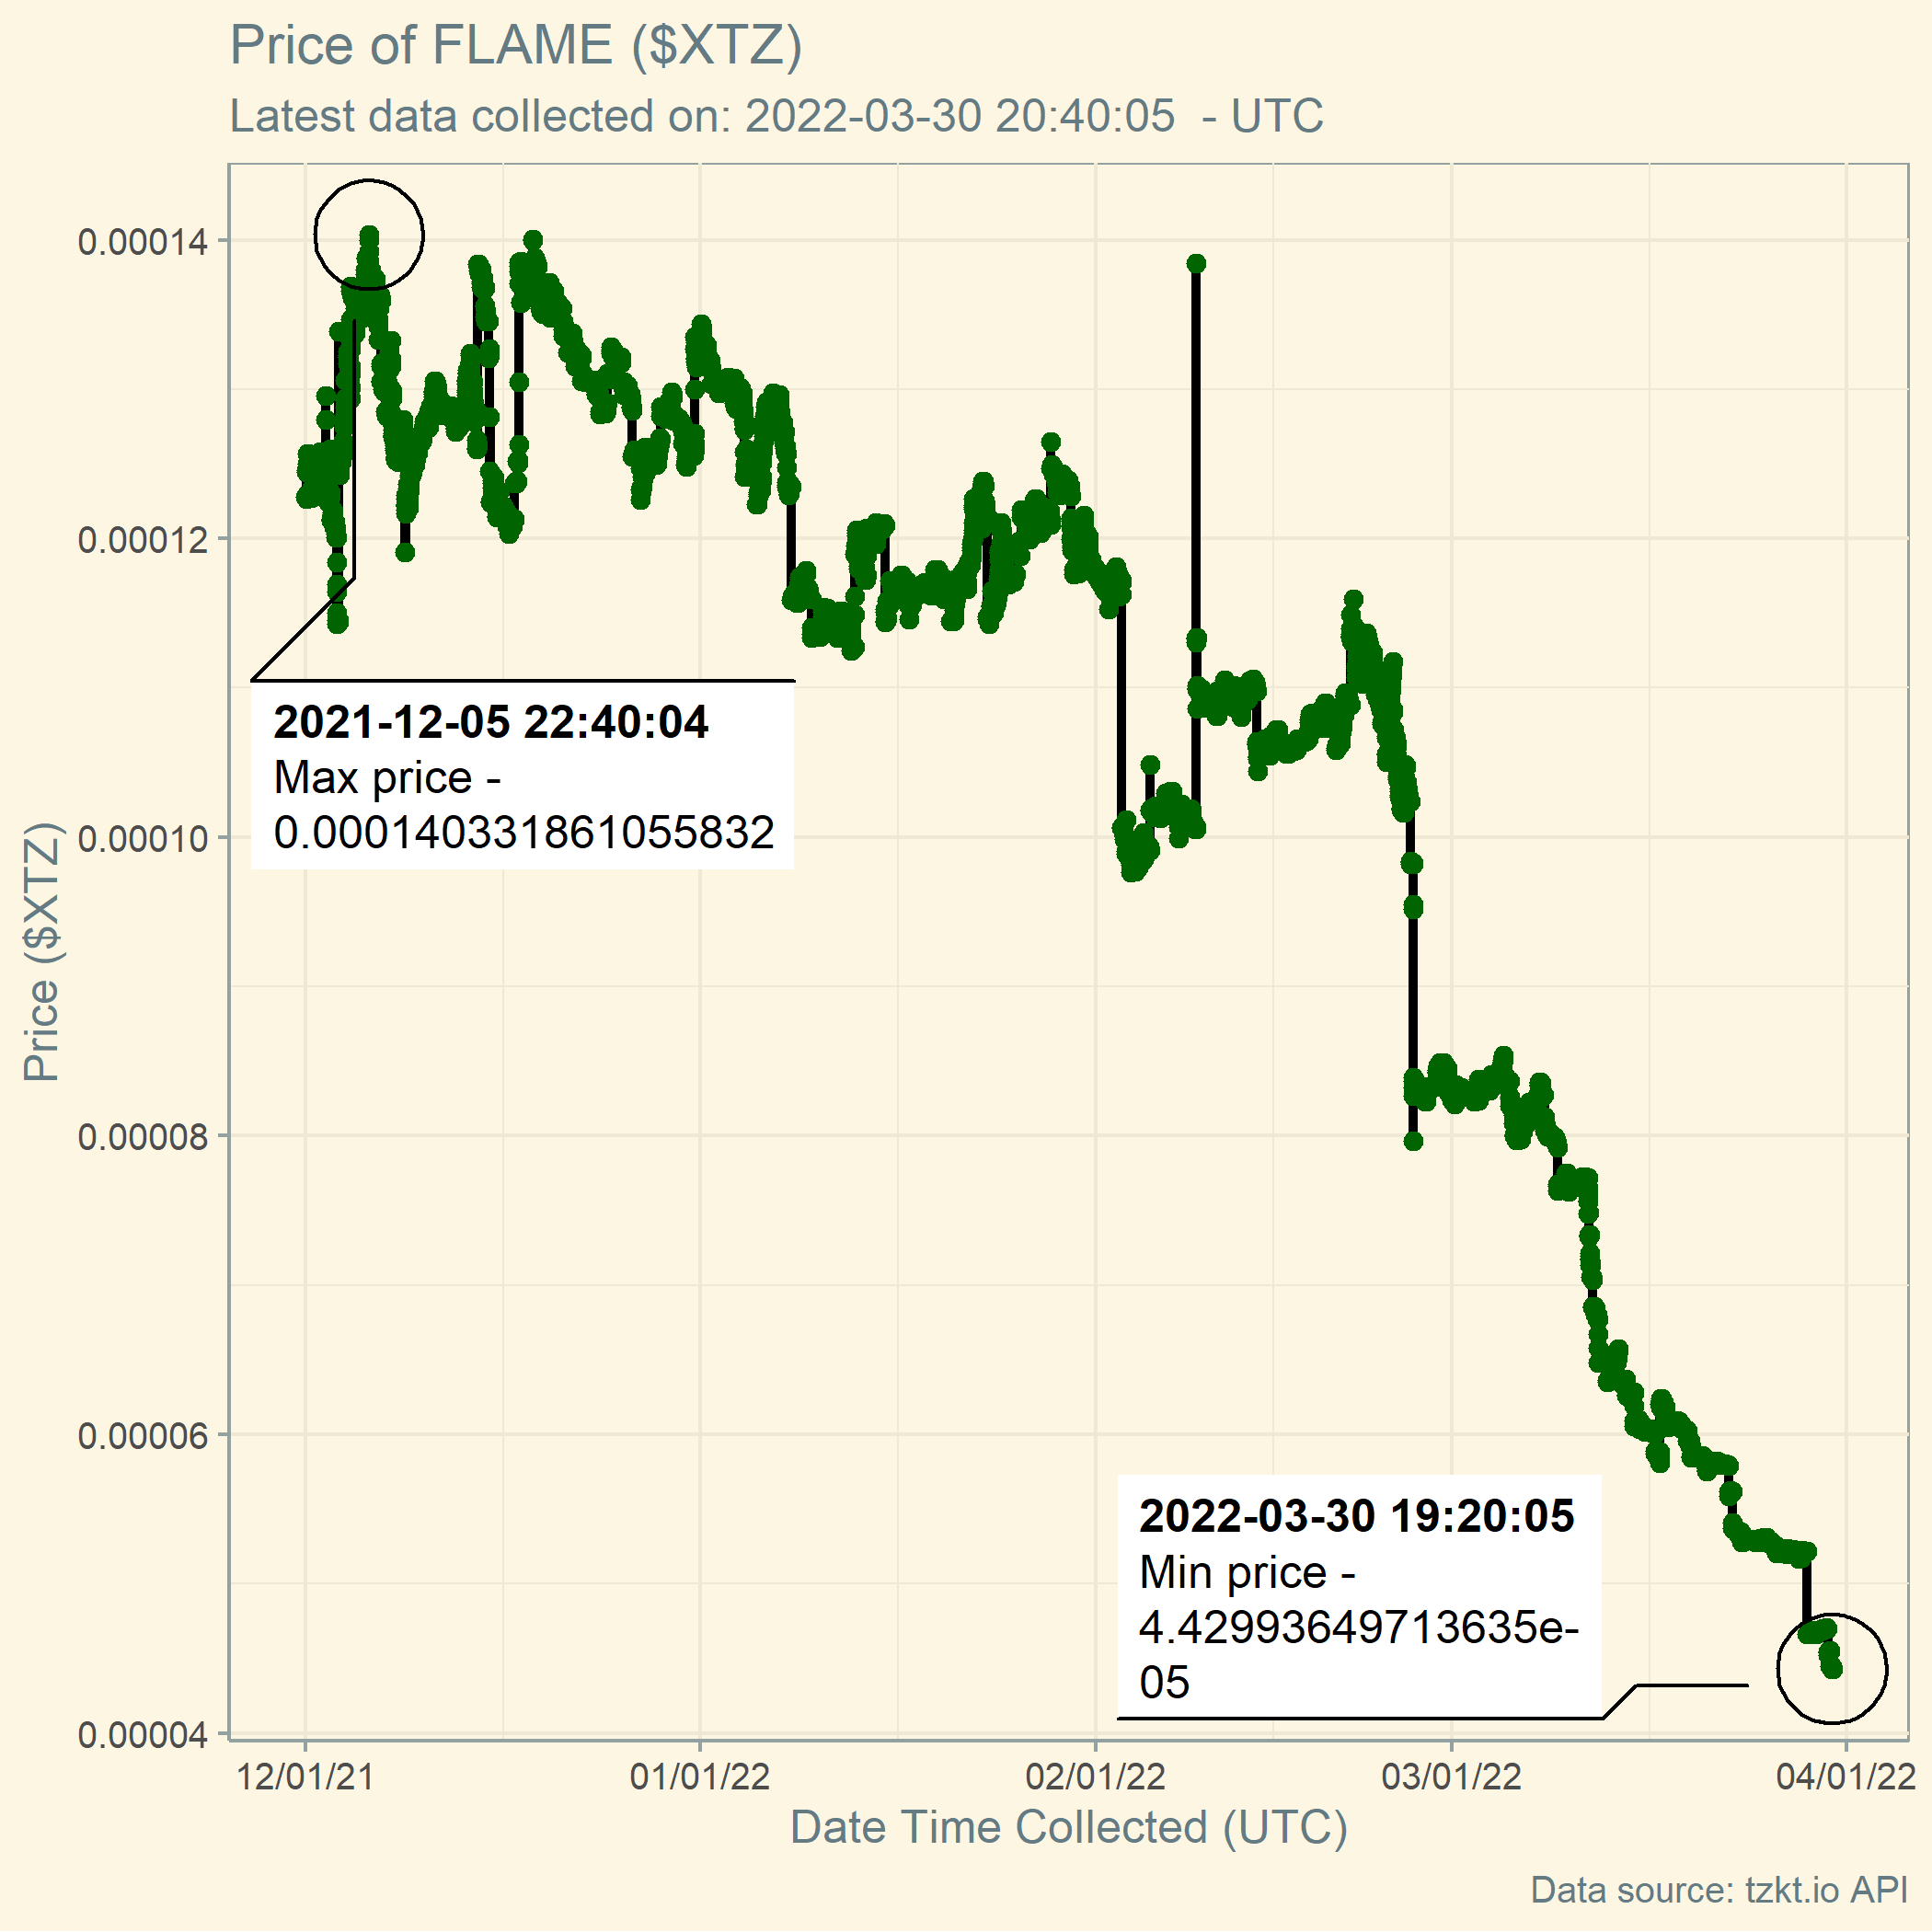 Price of FLAME ($XTZ)
Latest data collected on: 2022-03-30 20:40:05  - UTC
0.00014
0.00012
0.00010
0.00008
0.00006
0.00004
Price ($XTZ)
2021-12-05 22:40:04
Max price -
0.000140331861055832
2022-03-30 19:20:05
Min price -
4.42993649713635e-
05
12/01/21
01/01/22
02/01/22
03/01/22
04/01/22
Date Time Collected (UTC)
Data source: tzkt.io API